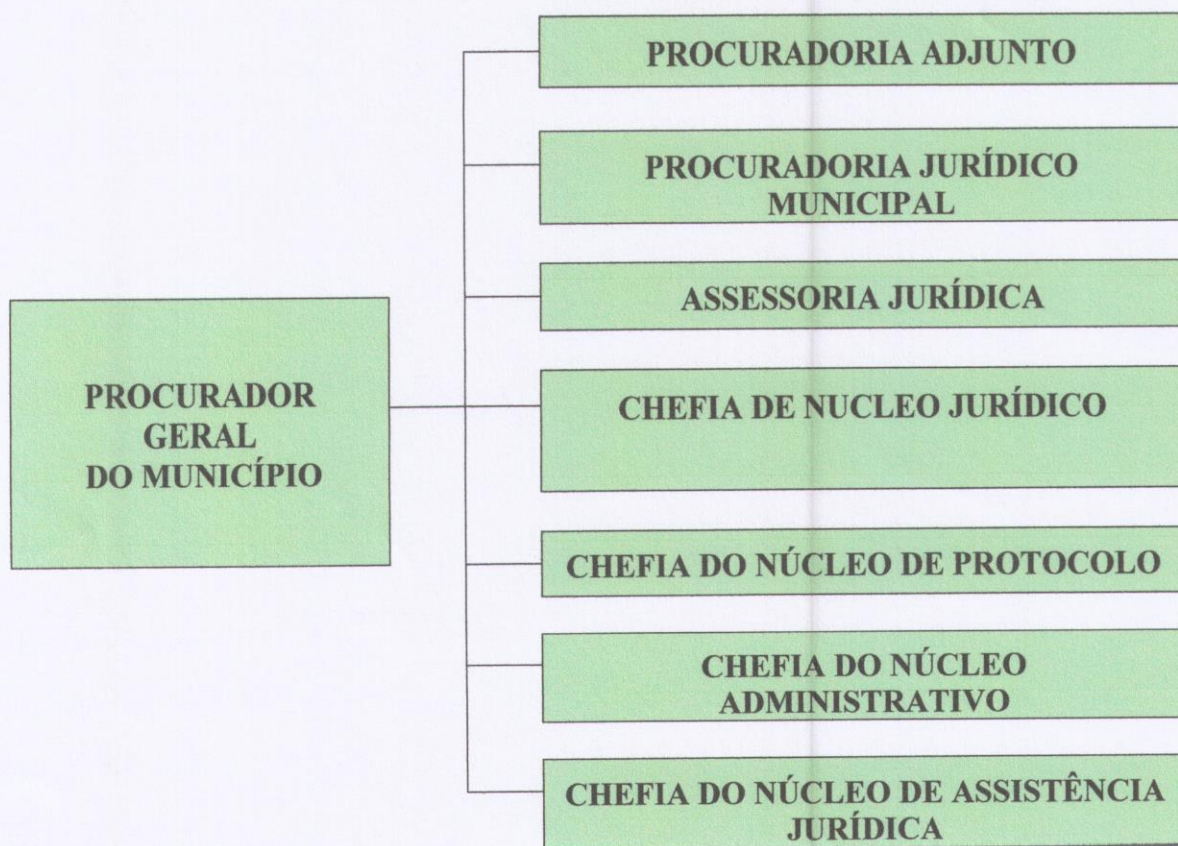 PROCURADORIA ADJUNTO
PROCURADORIA JURÍDICO
MUNICIPAL
ASSESSORIA JURÍDICA
PROCURADOR
GERAL
DO MUNICÍPIO
CHEFIA DE NUCLEO JURÍDICO
CHEFIA DO NÚCLEO DE PROTOCOLO
CHEFIA DO NÚCLEO
ADMINISTRATIVO
CHEFIA DO NÚCLEO DE ASSISTÊNCIA
JURÍDICA